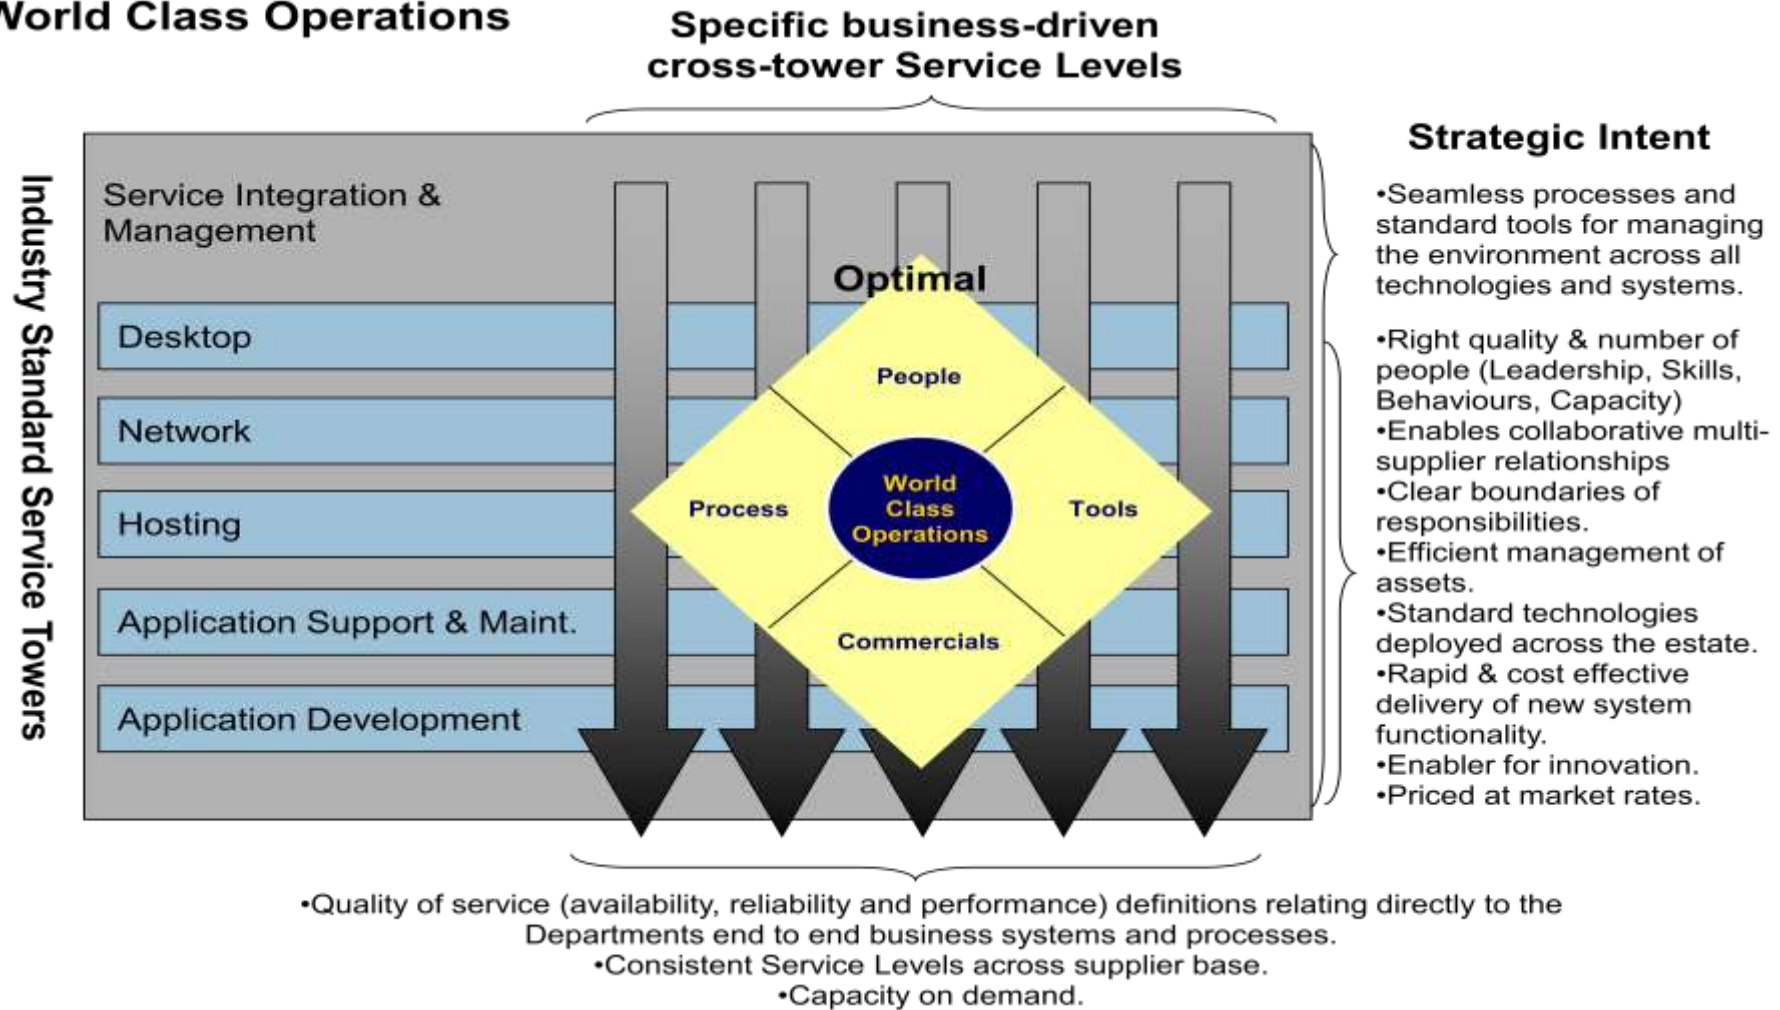 World Class Operations
Specific business-driven
cross-tower Service Levels
Industry Standard Service Towers
Service Integration &
Management
Desktop
Network
Hosting
Application Support & Maint.
Application Development
Optimal
People
Process
World
Class
Operations
Tools
Commercials
Strategic Intent
•Seamless processes and
standard tools for managing
the environment across all
technologies and systems.
•Right quality & number of
people (Leadership, Skills,
Behaviours, Capacity)
•Enables collaborative multi-
supplier relationships
•Clear boundaries of
responsibilities.
•Efficient management of
assets.
•Standard technologies
deployed across the estate.
•Rapid & cost effective
delivery of new system
functionality.
•Enabler for innovation.
•Priced at market rates.
•Quality of service (availability, reliability and performance) definitions relating directly to the
Departments end to end business systems and processes.
•Consistent Service Levels across supplier base.
•Capacity on demand.